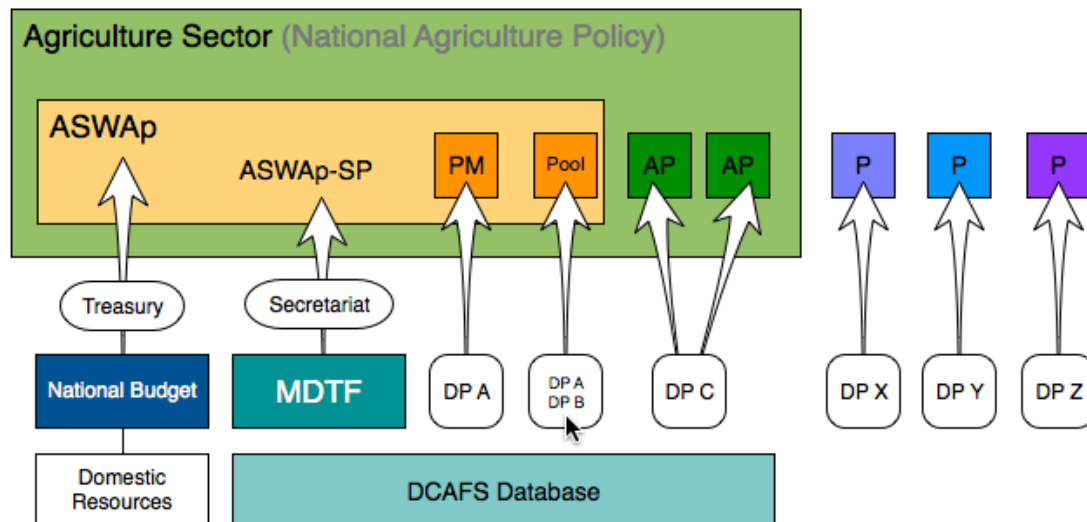 Agriculture Sector (National Agriculture Policy)
ASWAp
ASWAp-SP
PM
Pool
AP
AP
P
P
P
Treasury
Secretariat
National Budget
MDTF
DP A
DP A
DP B
DP C
DP X
DP Y
DP Z
Domestic
Resources
DCAFS Database